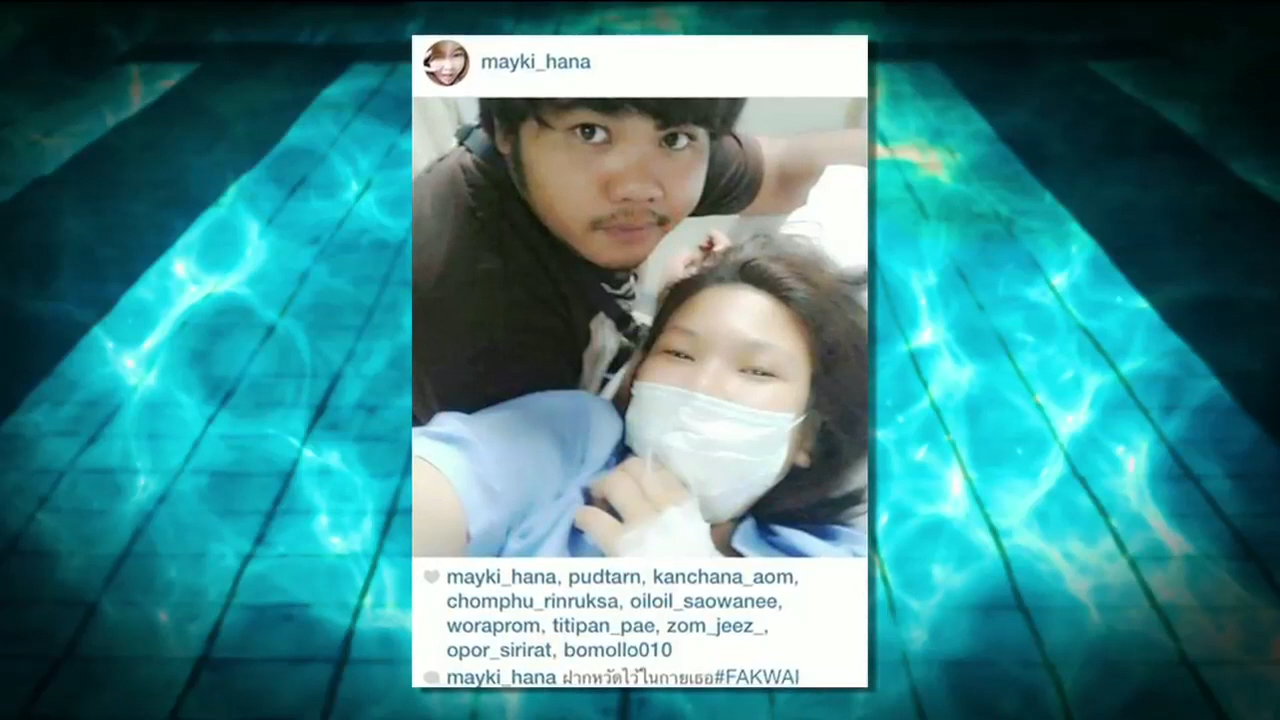 mayki_hana
mayki_hana, pudtarn, kanchana_aom,
chomphu_rinruksa, oiloil_saowanee,
woraprom, titipan_pae, zom_jeez_,
opor_sirirat, bomollo010
mayki_hana ฝากหวัดไว้ในกายเธอ#FAKWAI